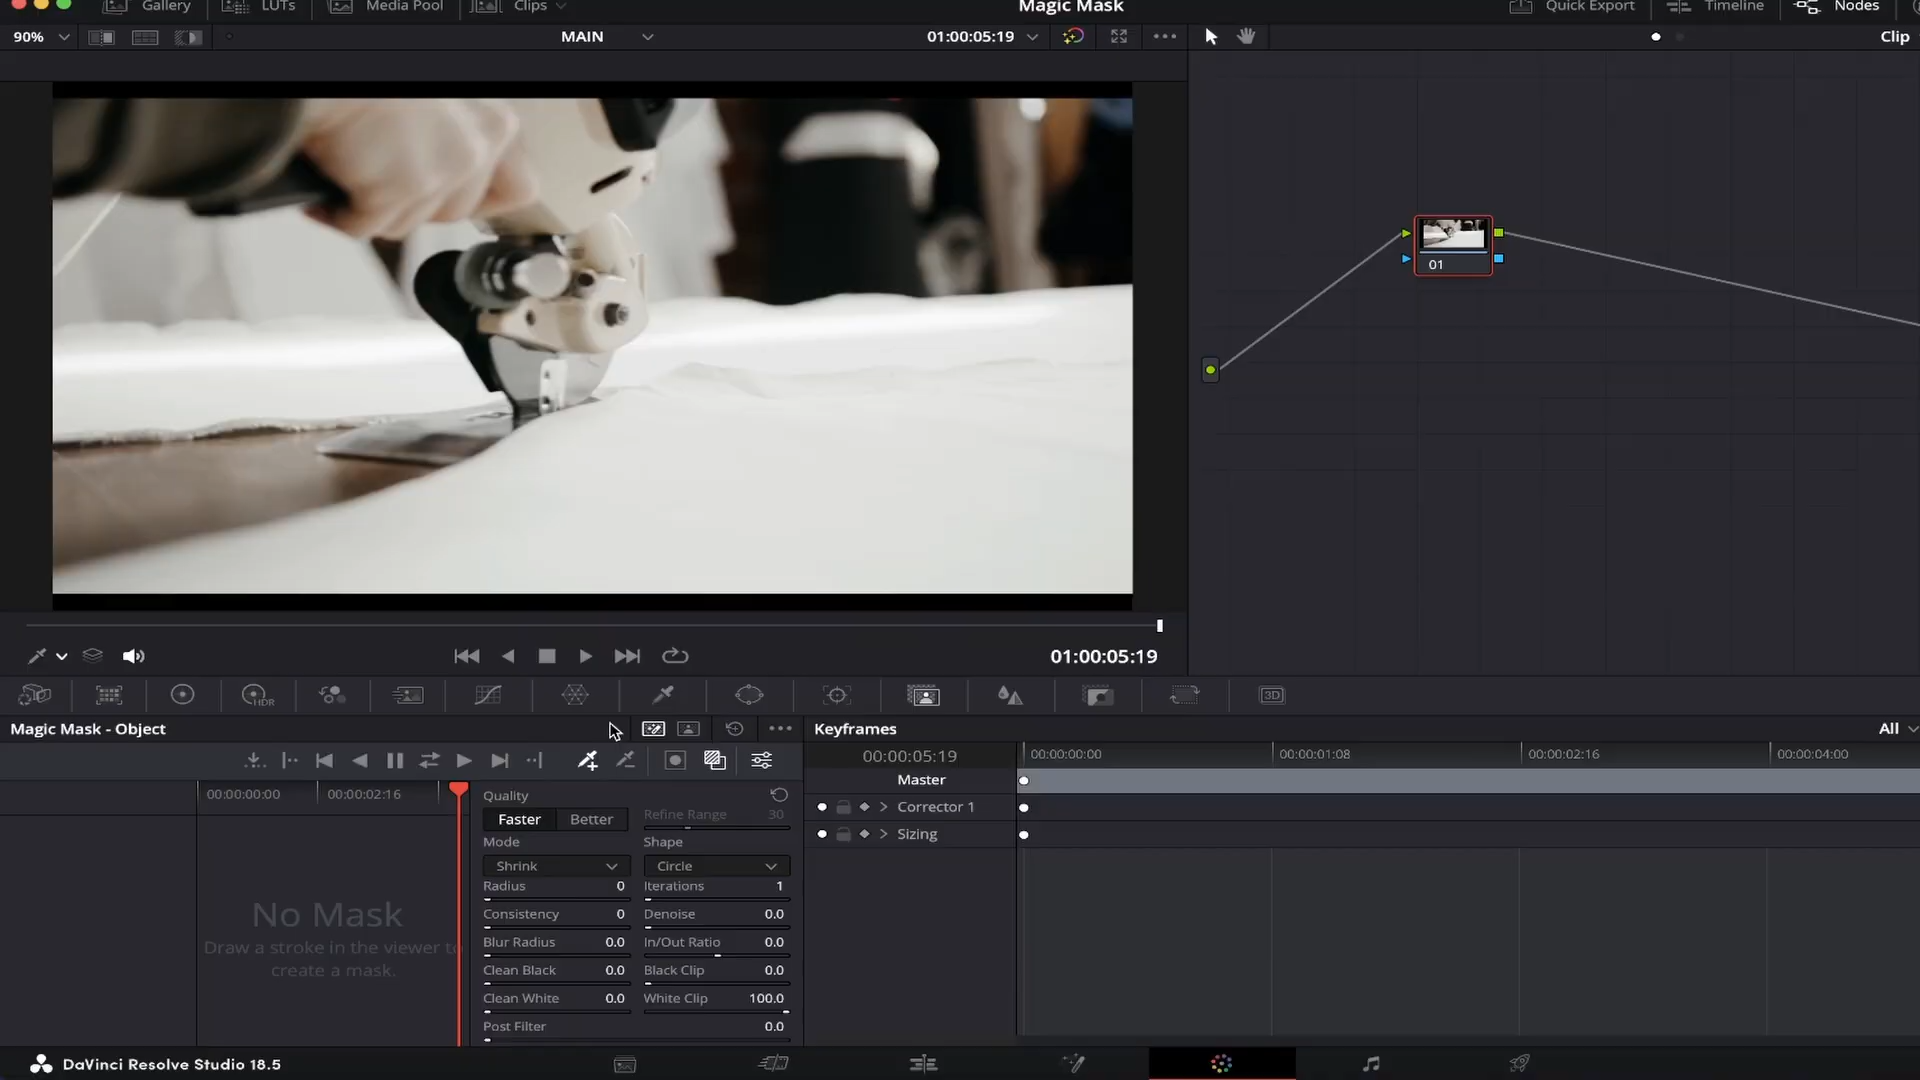 Gallery
LUTs
Media Pool
Clips
Magic Mask
Quick Export
Timeline
Nodes
90%
MAIN
01:00:05:19
Clip
01
01:00:05:19
HDR
3D
Magic Mask - Object
Keyframes
All
00:00:05:19
00:00:00:00
00:00:01:08
00:00:02:16
00:00:04:00
Master
Corrector 1
Sizing
00:00:00:00
00:00:02:16
No Mask
Draw a stroke in the viewer to
create a mask.
Quality
Faster
Better
Refine Range 30
Mode
Shape
Shrink
Circle
Radius 0
Iterations 1
Consistency 0
Denoise 0.0
Blur Radius 0.0
In/Out Ratio 0.0
Clean Black 0.0
Black Clip 0.0
Clean White 0.0
White Clip 100.0
Post Filter 0.0
DaVinci Resolve Studio 18.5